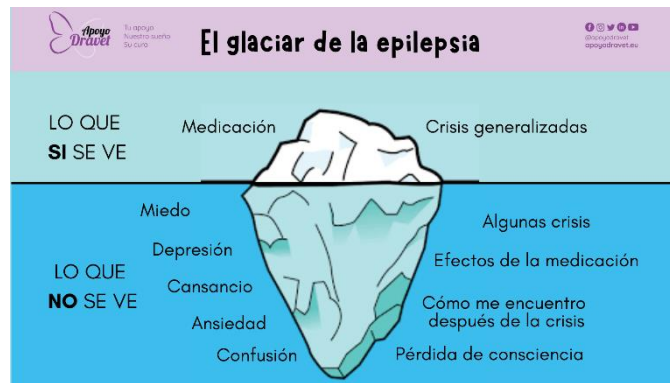 Apoyo
Dravet
Tu apoyo
Nuestro sueño
Su cura
El glaciar de la epilepsia
@apoyodravet
apoyodravet.eu
LO QUE
SI SE VE
Medicación
Crisis generalizadas
LO QUE
NO SE VE
Miedo
Depresión
Cansancio
Ansiedad
Confusión
Algunas crisis
Efectos de la medicación
Cómo me encuentro
después de la crisis
Pérdida de consciencia